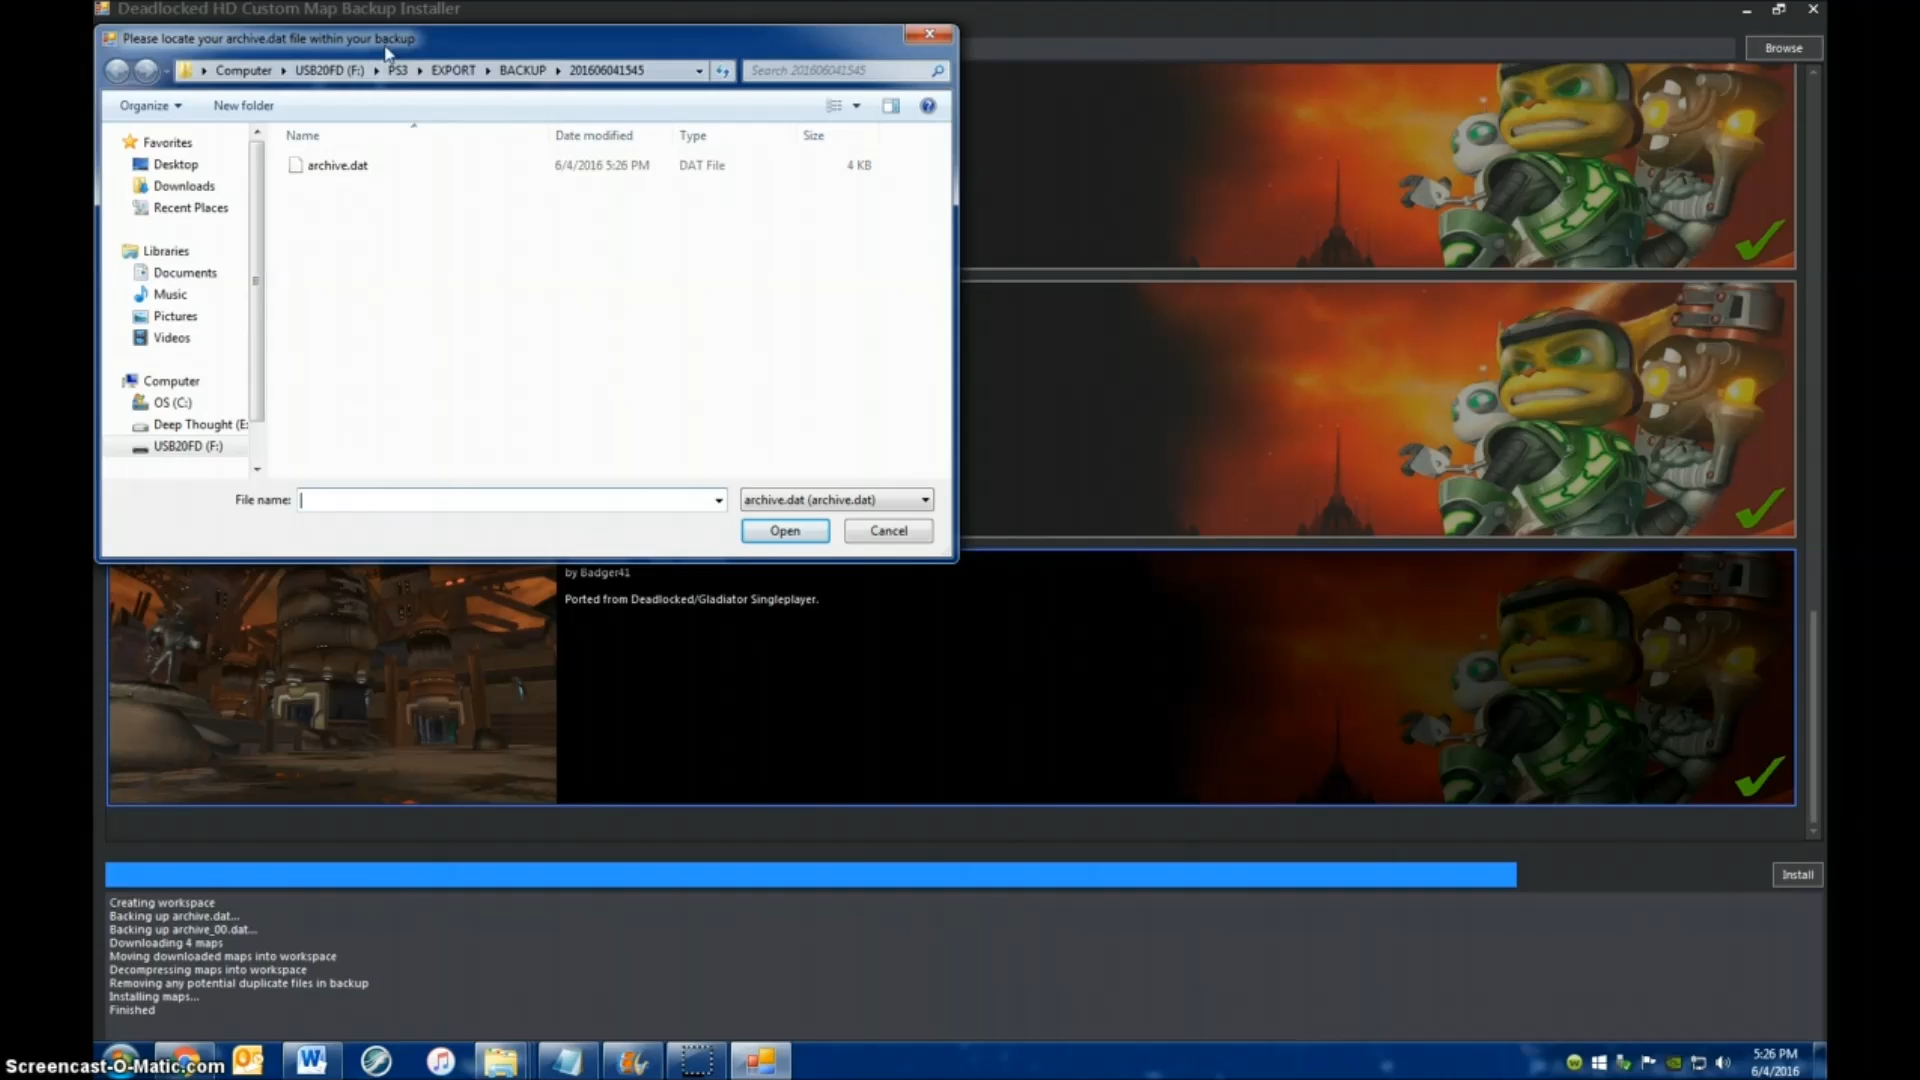 Deadlocked HD Custom Map Backup Installer
Please locate your archive.dat file within your backup
Browse
Computer
USB20FD (F:)
PS3
EXPORT
BACKUP
201606041545
Search 201606041545
Organize
New folder
Name
Date modified
Type
Size
archive.dat
6/4/2016 5:26 PM
DAT File
4 KB
Favorites
Desktop
Downloads
Recent Places
Libraries
Documents
Music
Pictures
Videos
Computer
OS (C:)
Deep Thought (E:
USB20FD (F:)
File name:
archive.dat (archive.dat)
Open
Cancel
by Badger41
Ported from Deadlocked/Gladiator Singleplayer.
Install
Creating workspace
Backing up archive.dat...
Backing up archive_00.dat...
Downloading 4 maps
Moving downloaded maps into workspace
Decompressing maps into workspace
Removing any potential duplicate files in backup
Installing maps...
Finished
Screencast-O-Matic.com
5:26 PM
6/4/2016